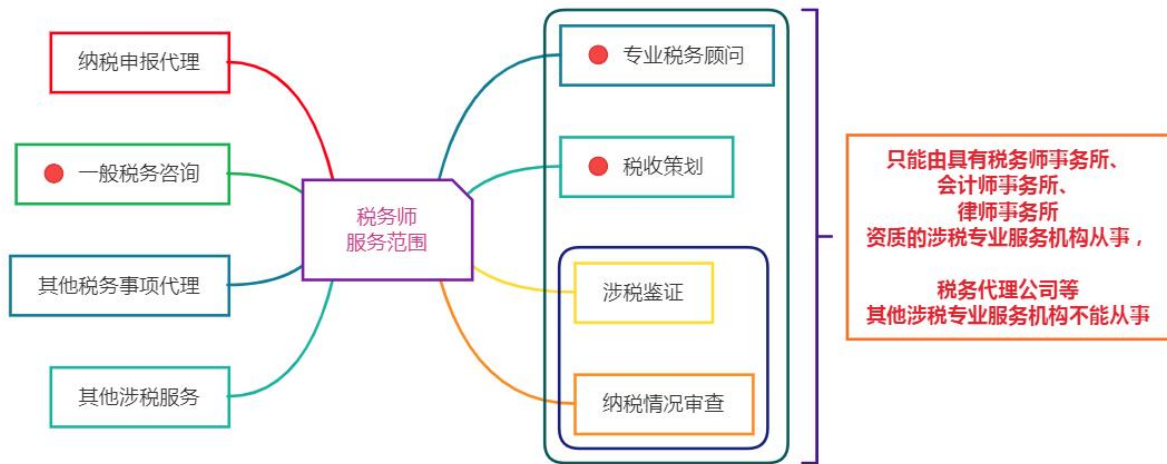 纳税申报代理
一般税务咨询
其他税务事项代理
其他涉税服务
税务师
服务范围
专业税务顾问
税收策划
涉税鉴证
纳税情况审查
只能由具有税务师事务所、
会计师事务所、
律师事务所
资质的涉税专业服务机构从事，
税务代理公司等
其他涉税专业服务机构不能从事